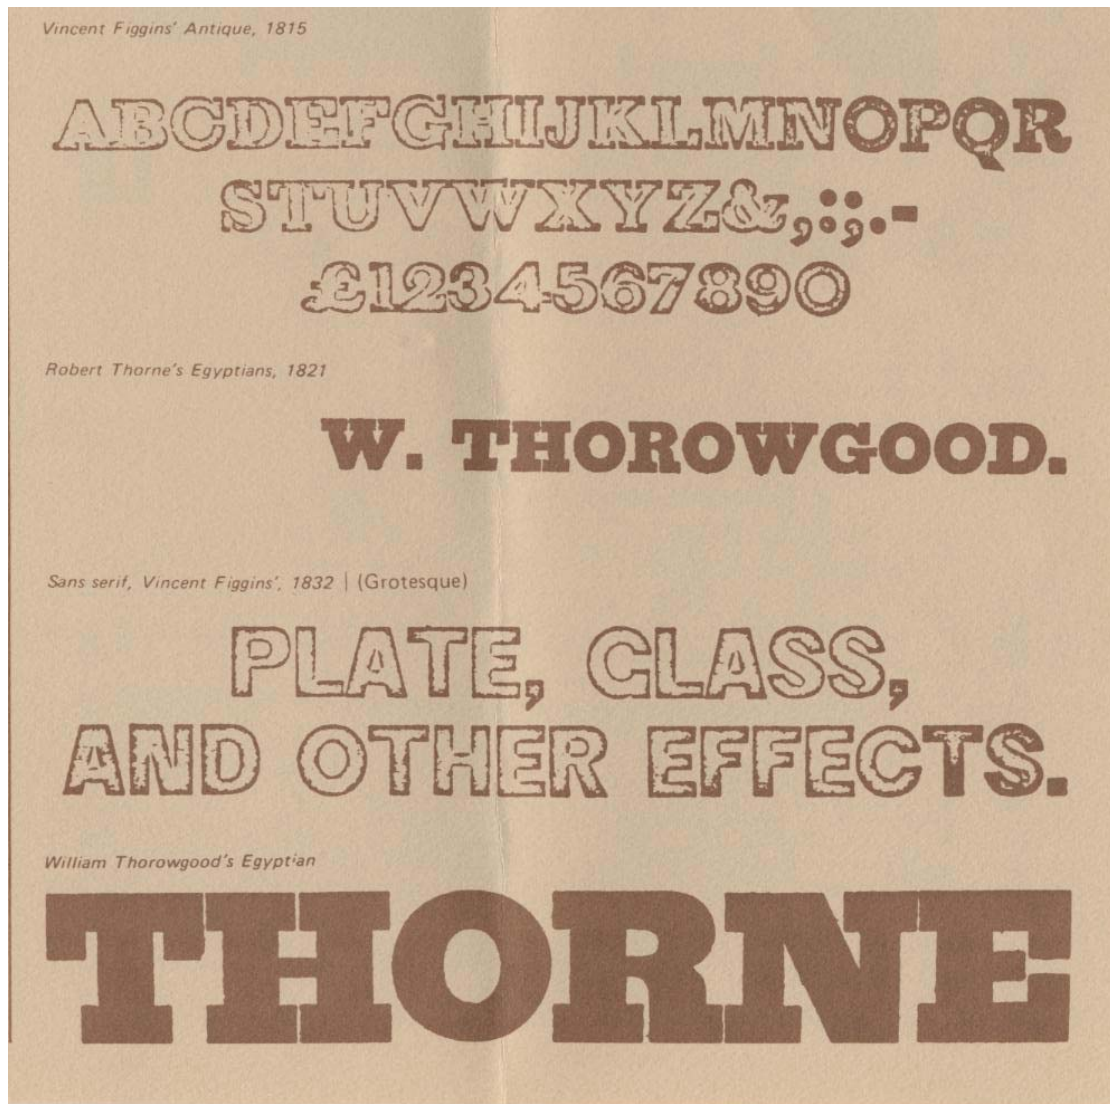 Vincent Figgins' Antique, 1815
ABCDEFGHIJKLMNOPQR
STUVWXYZ&,:;.-
£1234567890
Robert Thorne's Egyptians, 1821
W. THOROWGOOD.
Sans serif, Vincent Figgins', 1832 | (Grotesque)
PLATE, CLASS,
AND OTHER EFFECTS.
William Thorowgood's Egyptian
THORNE